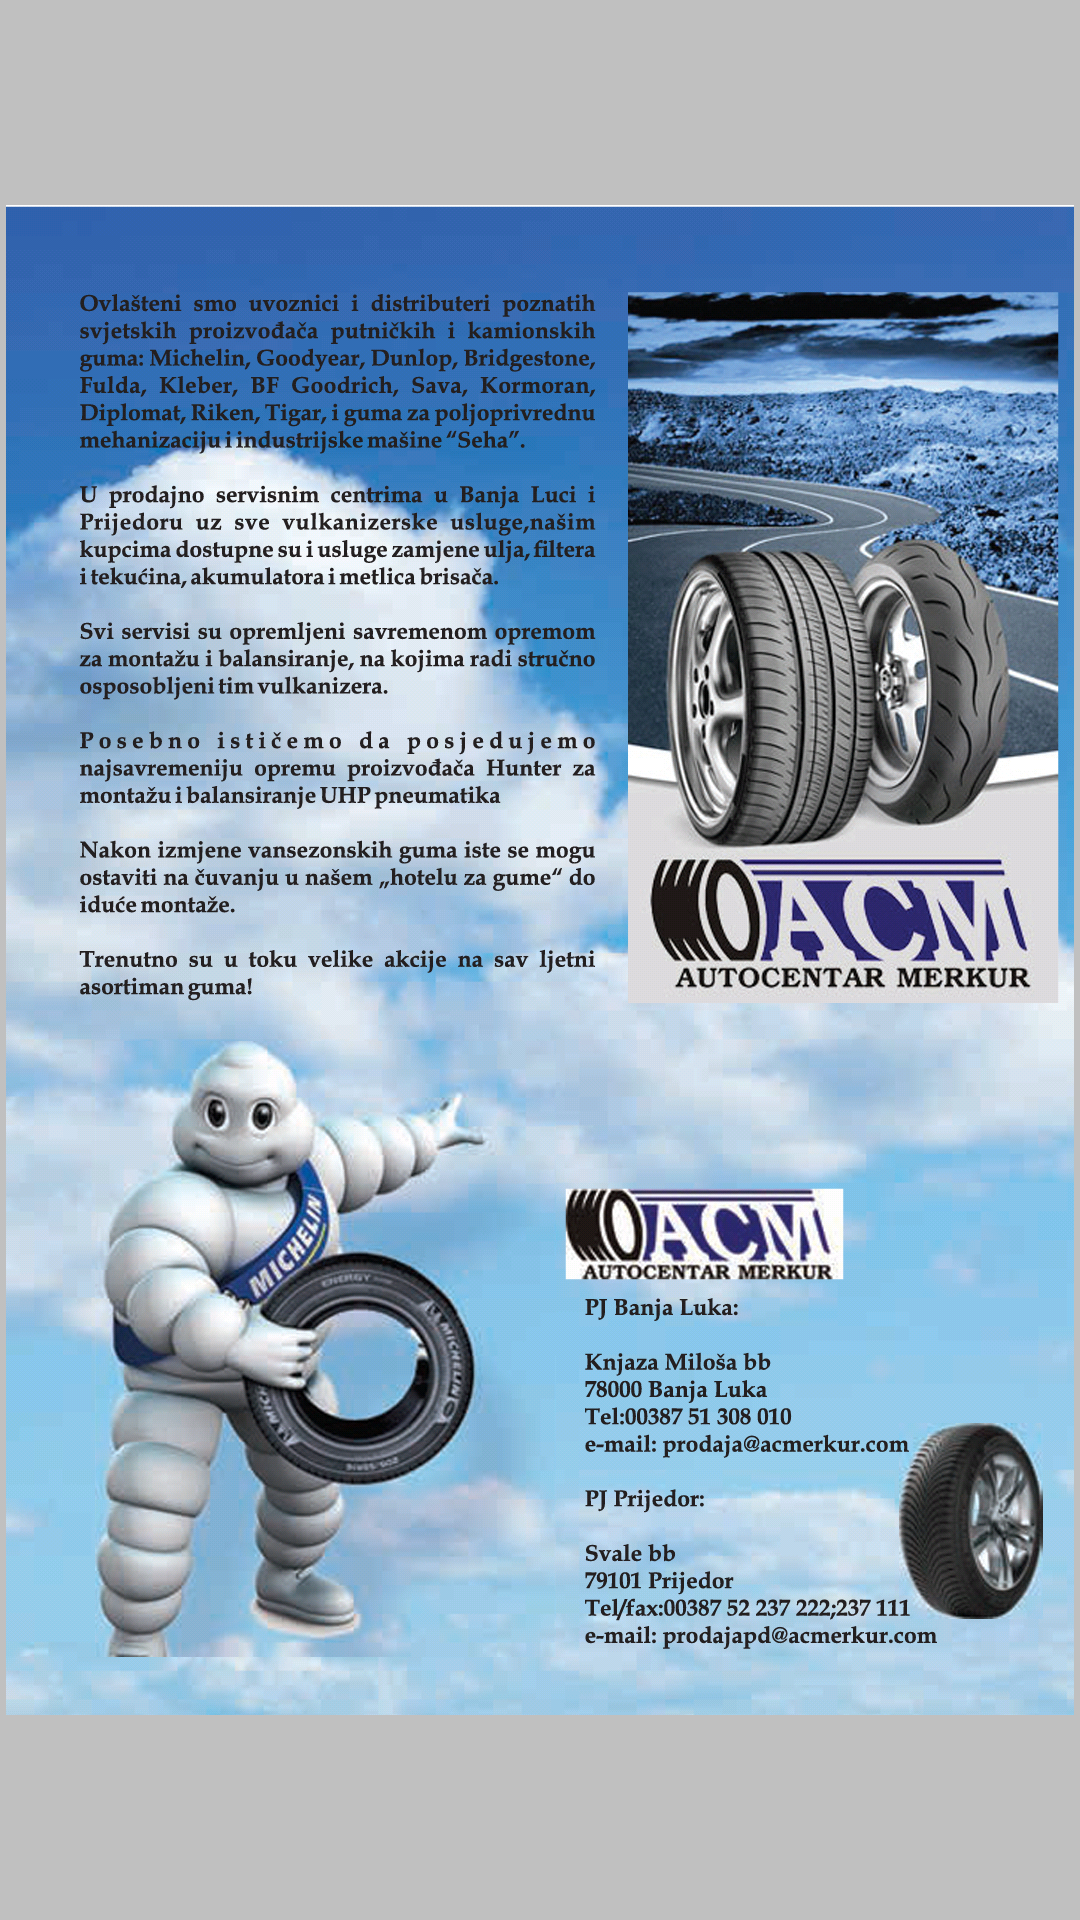 Ovlašteni smo uvoznici i distributeri poznatih
svjetskih proizvođača putničkih i kamionskih
guma: Michelin, Goodyear, Dunlop, Bridgestone,
Fulda, Kleber, BF Goodrich, Sava, Kormoran,
Diplomat, Riken, Tigar, i guma za poljoprivrednu
mehanizaciju i industrijske mašine “Seha”.
U prodajno servisnim centrima u Banja Luci i
Prijedoru uz sve vulkanizerske usluge,našim
kupcima dostupne su i usluge zamjene ulja, filtera
i tekućina, akumulatora i metlica brisača.
Svi servisi su opremljeni savremenom opremom
za montažu i balansiranje, na kojima radi stručno
osposobljeni tim vulkanizera.
Posebno ističemo da posjedujemo
najsavremeniju opremu proizvođača Hunter za
montažu i balansiranje UHP pneumatika
Nakon izmjene vansezonskih guma iste se mogu
ostaviti na čuvanju u našem „hotelu za gume“ do
iduće montaže.
Trenutno su u toku velike akcije na sav ljetni
asortiman guma!
ACM
AUTOCENTAR MERKUR
MICHELIN
ENERGY
MICHELIN
ACM
AUTOCENTAR MERKUR
PJ Banja Luka:
Knjaza Miloša bb
78000 Banja Luka
Tel:00387 51 308 010
e-mail: prodaja@acmerkur.com
PJ Prijedor:
Svale bb
79101 Prijedor
Tel/fax:00387 52 237 222;237 111
e-mail: prodajapd@acmerkur.com